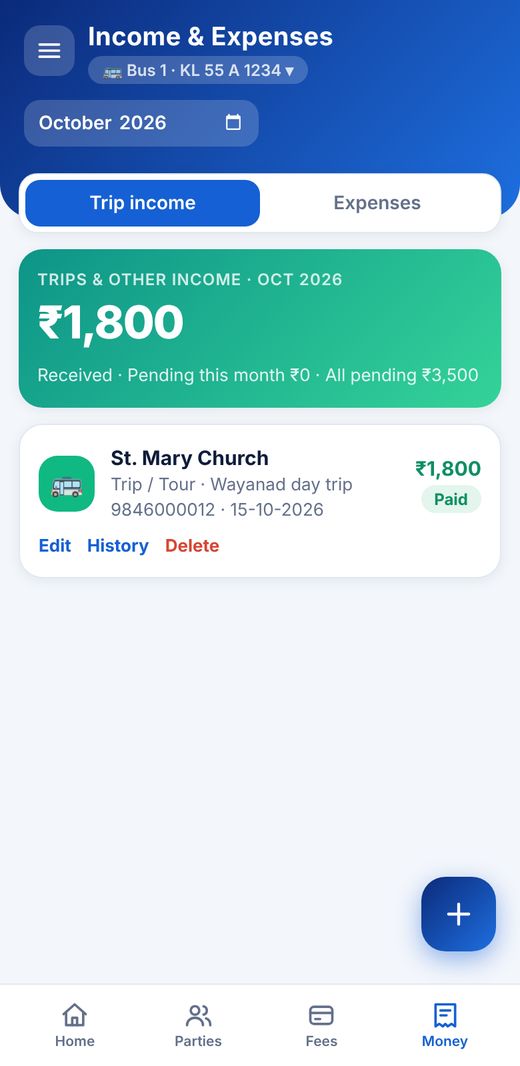 Income & Expenses
Bus 1 · KL 55 A 1234 ▾
October 2026
Trip income
Expenses
TRIPS & OTHER INCOME · OCT 2026
₹1,800
Received · Pending this month ₹0 · All pending ₹3,500
St. Mary Church
₹1,800
Trip / Tour · Wayanad day trip
Paid
9846000012 · 15-10-2026
Edit History Delete
Home Parties Fees Money